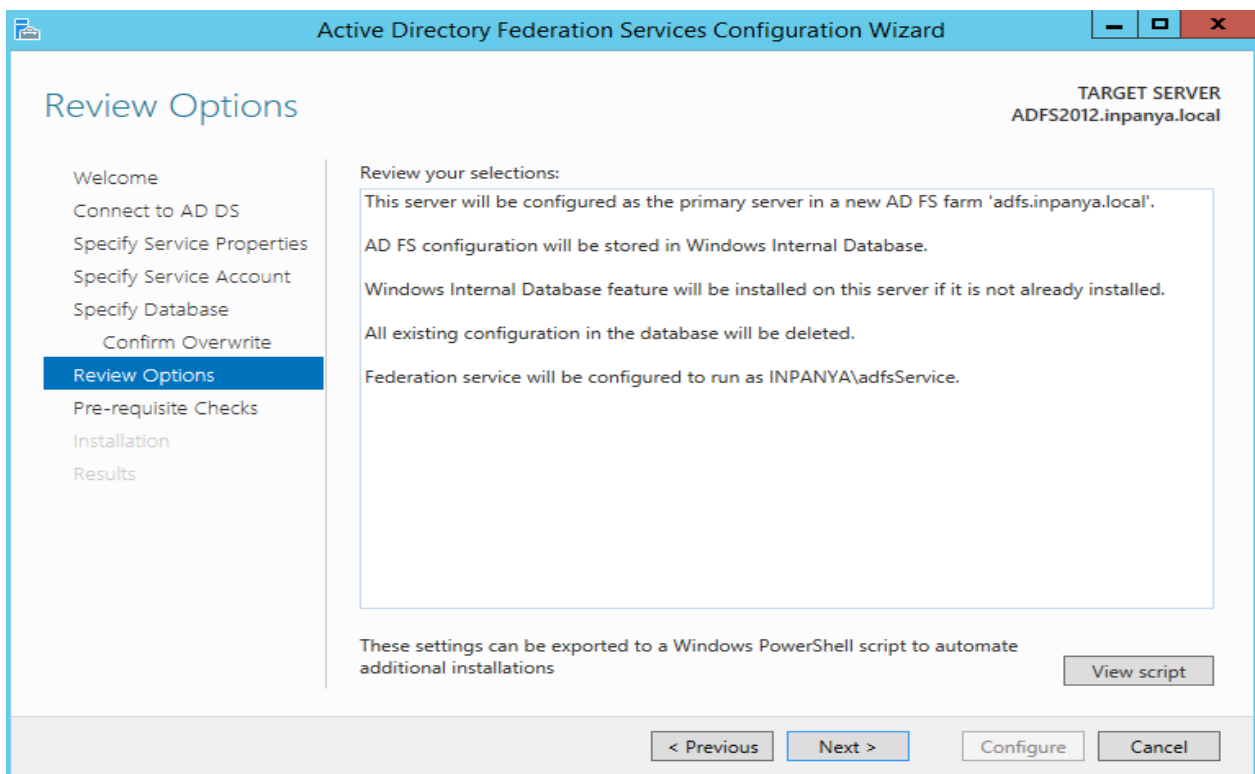 Active Directory Federation Services Configuration Wizard
Review Options
TARGET SERVER
ADFS2012.inpanya.local
Welcome
Connect to AD DS
Specify Service Properties
Specify Service Account
Specify Database
Confirm Overwrite
Review Options
Pre-requisite Checks
Installation
Results
Review your selections:
This server will be configured as the primary server in a new AD FS farm 'adfs.inpanya.local'.
AD FS configuration will be stored in Windows Internal Database.
Windows Internal Database feature will be installed on this server if it is not already installed.
All existing configuration in the database will be deleted.
Federation service will be configured to run as INPANYA\adfsService.
These settings can be exported to a Windows PowerShell script to automate
additional installations
View script
< Previous
Next >
Configure
Cancel